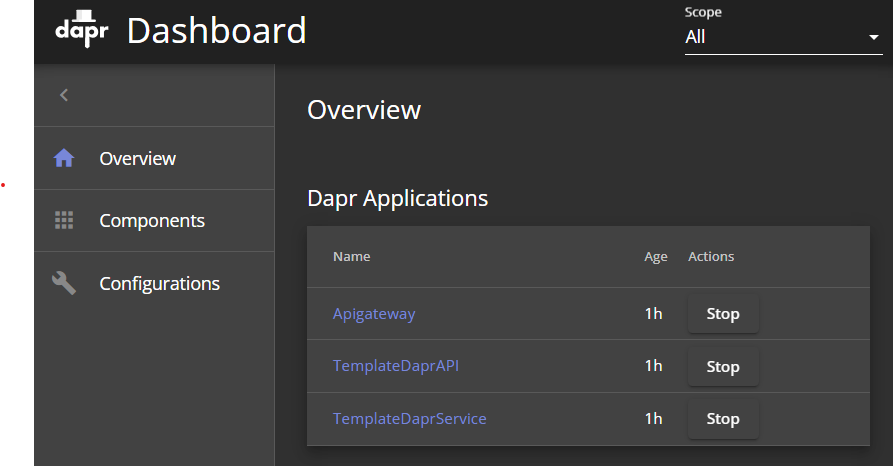 dapr Dashboard
Scope
All
Overview
Components
Configurations
Overview
Dapr Applications
Name Age Actions
Apigateway 1h Stop
TemplateDaprAPI 1h Stop
TemplateDaprService 1h Stop